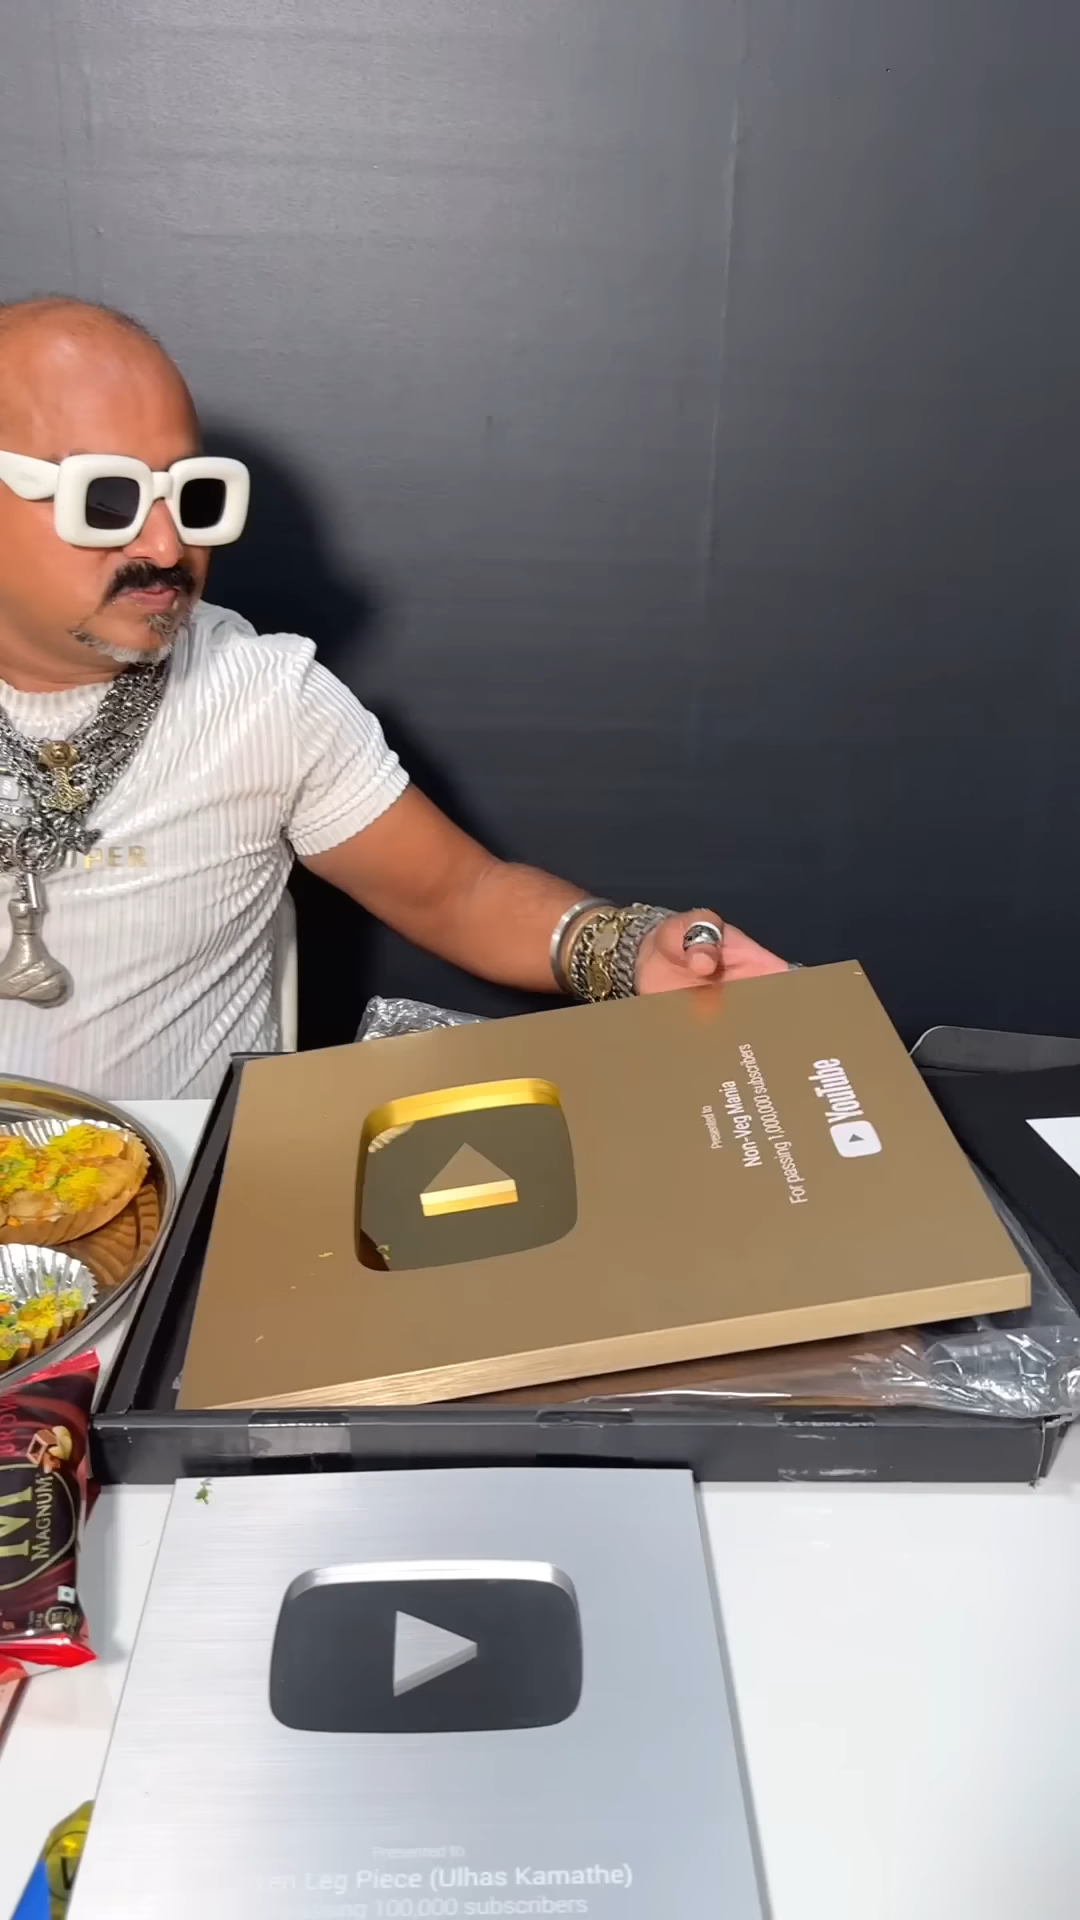 PER
Presented to
Non-Veg Mania
For passing 1,000,000 subscribers
YouTube
M
MAGNUM
Presented to
Leg Piece (Ulhas Kamathe)
100,000 subscribers